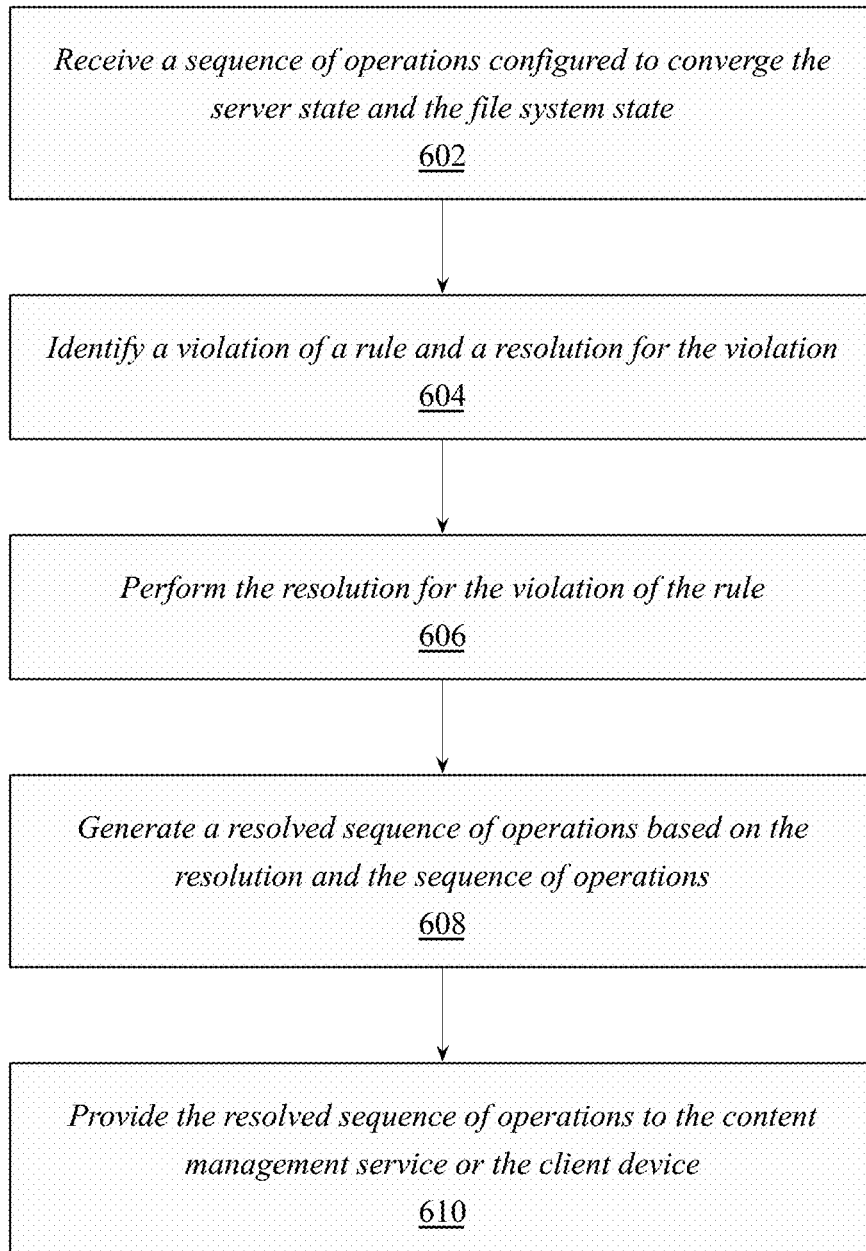 Receive a sequence of operations configured to converge the
server state and the file system state
602
Identify a violation of a rule and a resolution for the violation
604
Perform the resolution for the violation of the rule
606
Generate a resolved sequence of operations based on the
resolution and the sequence of operations
608
Provide the resolved sequence of operations to the content
management service or the client device
610